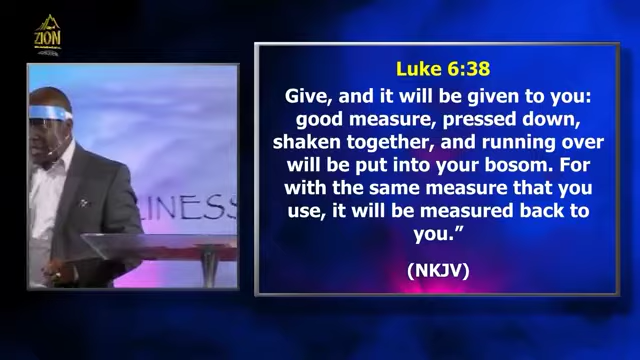 ZION
Luke 6:38
Give, and it will be given to you:
good measure, pressed down,
shaken together, and running over
will be put into your bosom. For
with the same measure that you
use, it will be measured back to
you.”
(NKJV)
LINESS